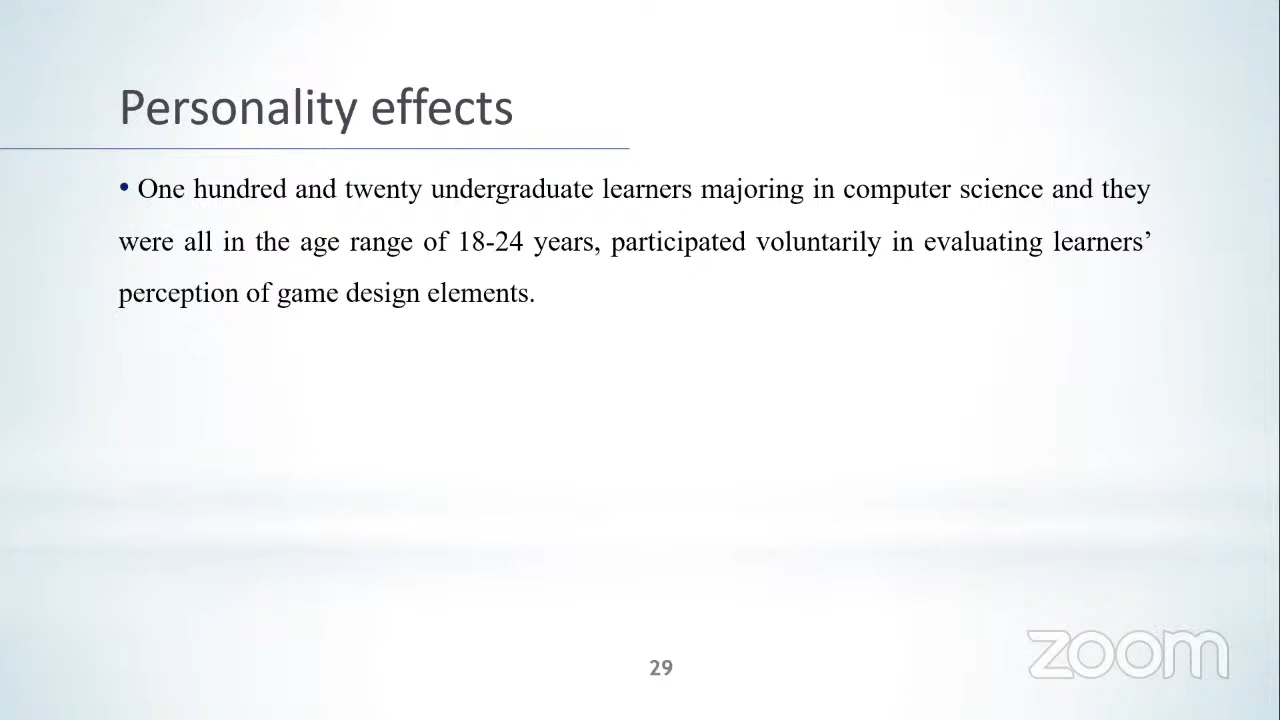 Personality effects
• One hundred and twenty undergraduate learners majoring in computer science and they
were all in the age range of 18-24 years, participated voluntarily in evaluating learners’
perception of game design elements.
29
zoom